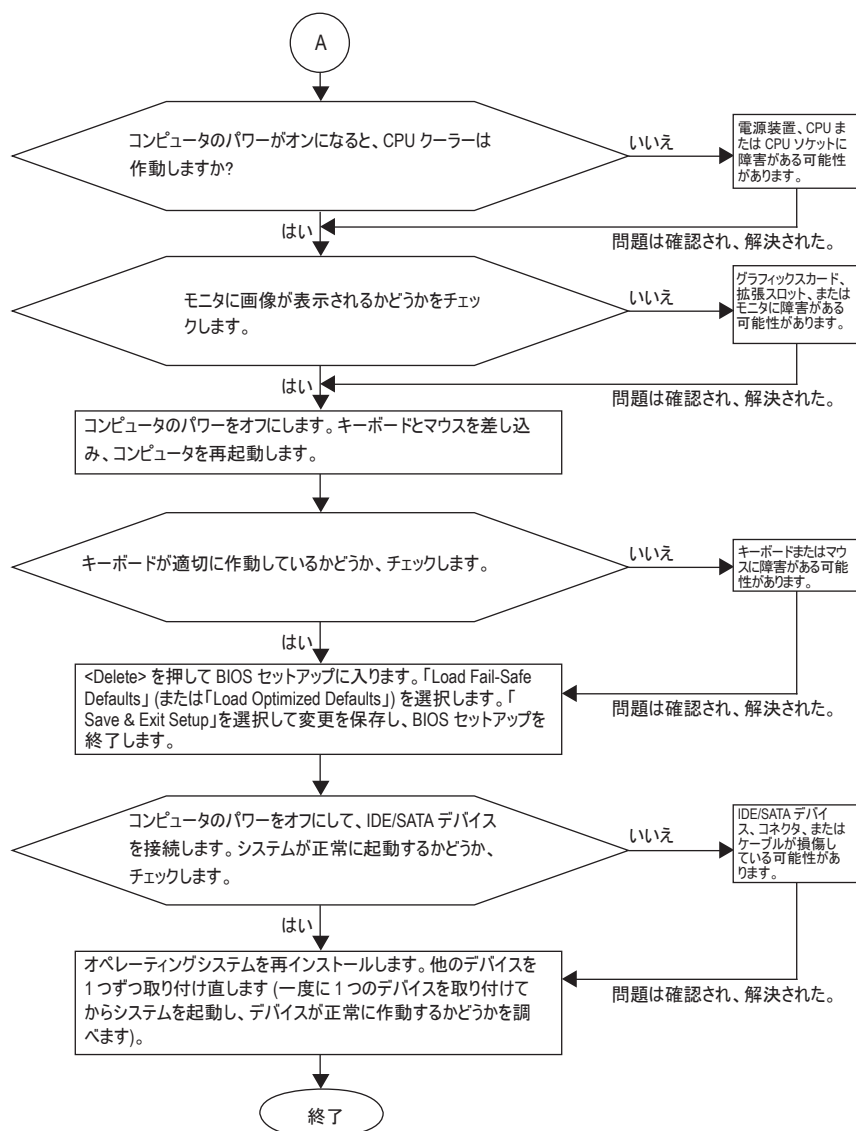 A
コンピュータのパワーがオンになると、CPU クーラーは
作動しますか?
いいえ
電源装置、CPU ま
たは CPU ソケットに
障害がある可能性
があります。
はい
問題は確認され、解決された。
モニタに画像が表示されるかどうかをチェッ
クします。
いいえ
グラフィックスカード、
拡張スロット、または
モニタに障害がある
可能性があります。
はい
問題は確認され、解決された。
コンピュータのパワーをオフにします。キーボードとマウスを差し込
み、コンピュータを再起動します。
キーボードが適切に作動しているかどうか、チェックします。
いいえ
キーボードまたはマウ
スに障害がある可能
性があります。
はい
<Delete> を押して BIOS セットアップに入ります。「Load Fail-Safe
Defaults」 (または「Load Optimized Defaults」) を選択します。「
Save & Exit Setup」を選択して変更を保存し、BIOS セットアップを
終了します。
問題は確認され、解決された。
コンピュータのパワーをオフにして、IDE/SATA デバイス
を接続します。システムが正常に起動するかどうか、
チェックします。
いいえ
IDE/SATA デバイ
ス、コネクタ、または
ケーブルが損傷し
ている可能性があ
ります。
はい
オペレーティングシステムを再インストールします。他のデバイスを
1 つずつ取り付け直します (一度に 1 つのデバイスを取り付けて
からシステムを起動し、デバイスが正常に作動するかどうかを調
べます)。
問題は確認され、解決された。
終了